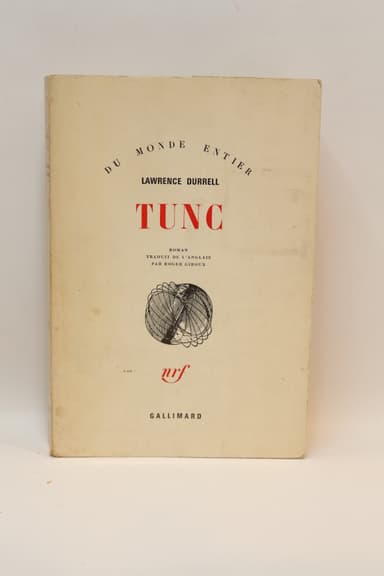 DU MONDE ENTIER
LAWRENCE DURRELL
TUNC
ROMAN
TRADUIT DE L'ANGLAIS
PAR ROGER GIROUX
nrf
GALLIMARD